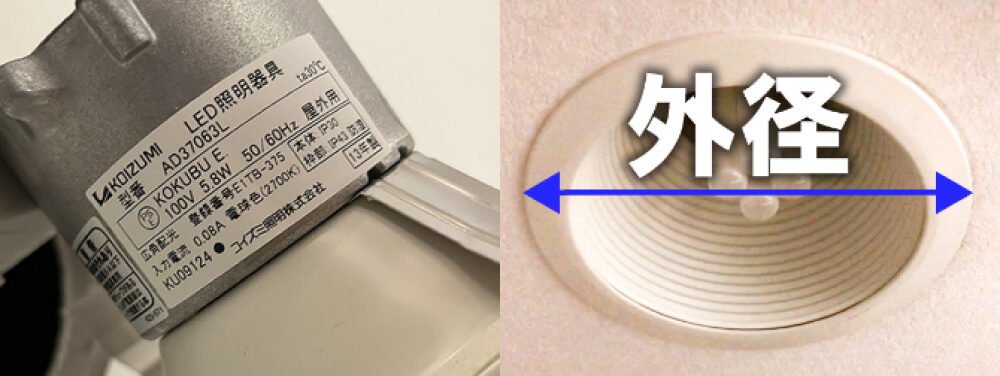 LED照明器具 ta30℃
KOIZUMI
型番 AD37063L
KOKUBU E. 50/60Hz 屋外用
100V 5.8W 本体 IP30
登録番号E1TB-375 枠部 IP43 防湿
広角配光 電球色(2700K) 13年製
入力電流 0.08A
KU09124 ● コイズミ照明株式会社
PS
E
外径